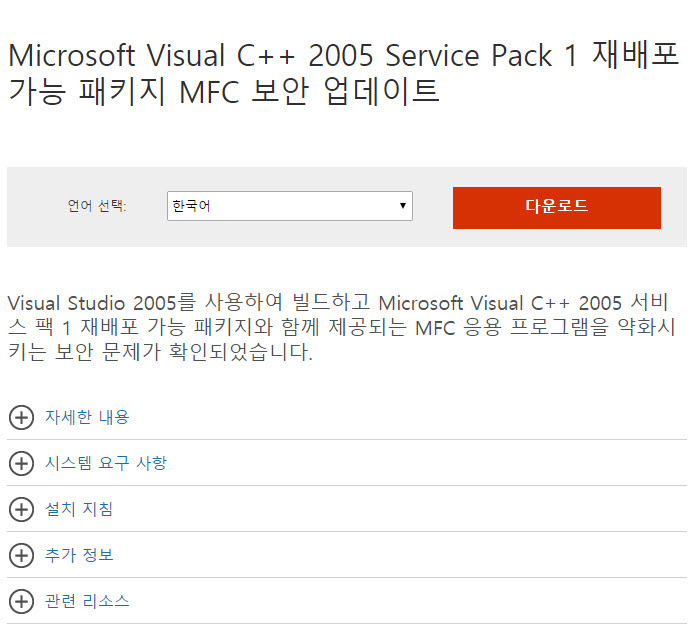 Microsoft Visual C++ 2005 Service Pack 1 재배포
가능 패키지 MFC 보안 업데이트
언어 선택: 한국어 다운로드
Visual Studio 2005를 사용하여 빌드하고 Microsoft Visual C++ 2005 서비
스 팩 1 재배포 가능 패키지와 함께 제공되는 MFC 응용 프로그램을 약화시
키는 보안 문제가 확인되었습니다.
자세한 내용
시스템 요구 사항
설치 지침
추가 정보
관련 리소스